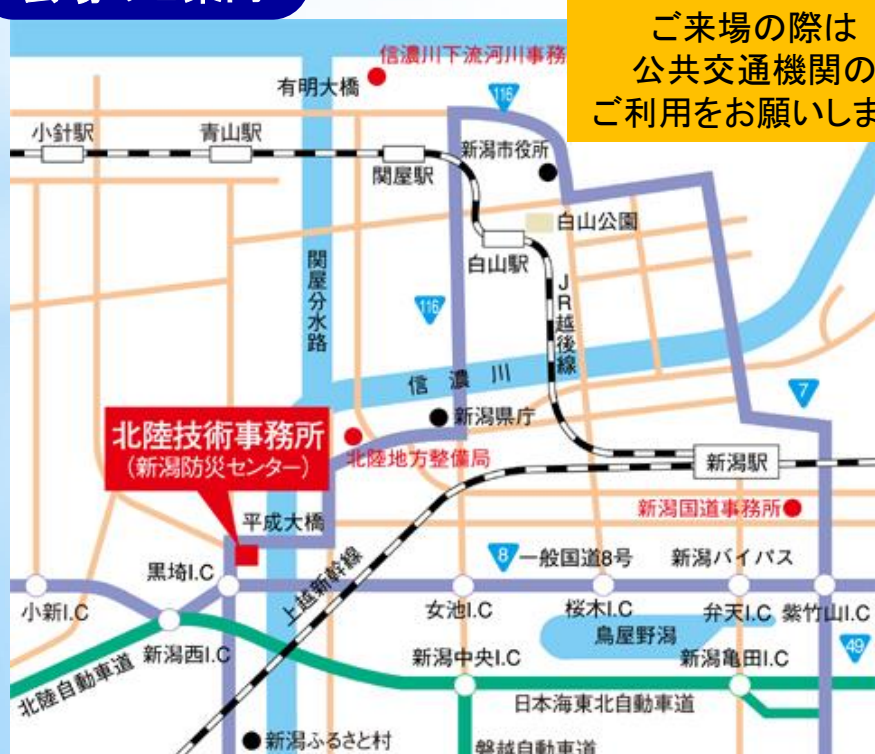 ご来場の際は
公共交通機関の
ご利用をお願いしま
信濃川下流河川事務
有明大橋
116
小針駅
青山駅
関屋駅
新潟市役所
白山公園
白山駅
関屋分水路
116
JR越後線
信濃川
7
新潟県庁
北陸技術事務所
(新潟防災センター)
北陸地方整備局
新潟駅
新潟国道事務所
平成大橋
上越新幹線
8
一般国道8号
新潟バイパス
黒埼I.C
小新I.C
女池I.C
桜木I.C
弁天I.C
紫竹山I.C
鳥屋野潟
49
新潟西I.C
新潟中央I.C
新潟亀田I.C
北陸自動車道
日本海東北自動車道
新潟ふるさと村
磐越自動車道